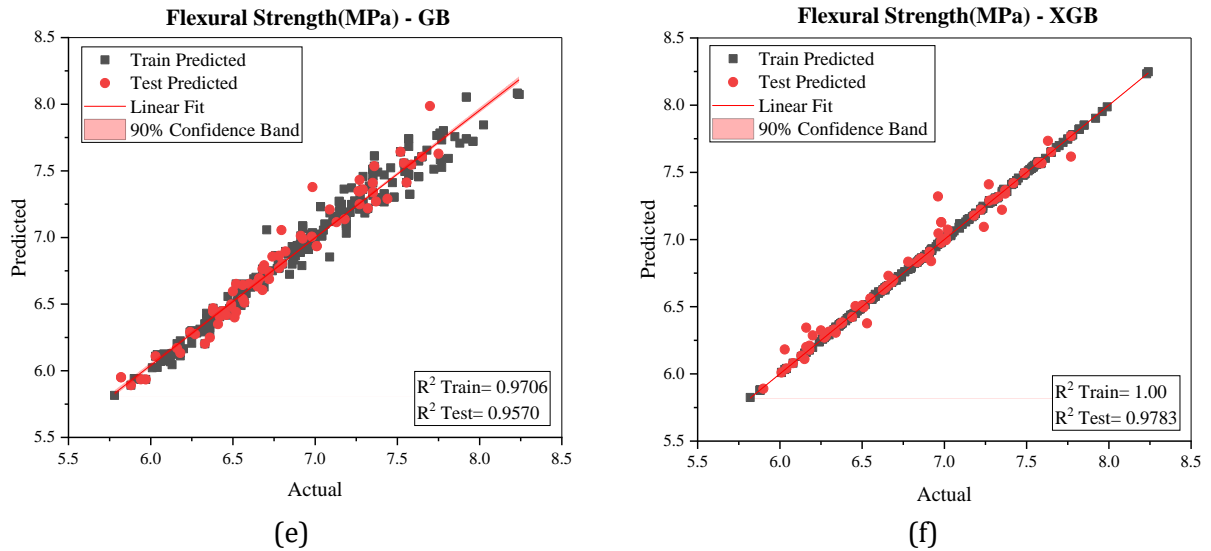 Flexural Strength(MPa) - GB
8.5
8.0
7.5
7.0
6.5
6.0
5.5
Predicted
Train Predicted
Test Predicted
Linear Fit
90% Confidence Band
R² Train= 0.9706
R² Test= 0.9570
5.5 6.0 6.5 7.0 7.5 8.0 8.5
Actual
(e)
Flexural Strength(MPa) - XGB
8.5
8.0
7.5
7.0
6.5
6.0
5.5
Predicted
Train Predicted
Test Predicted
Linear Fit
90% Confidence Band
R² Train= 1.00
R² Test= 0.9783
5.5 6.0 6.5 7.0 7.5 8.0 8.5
Actual
(f)